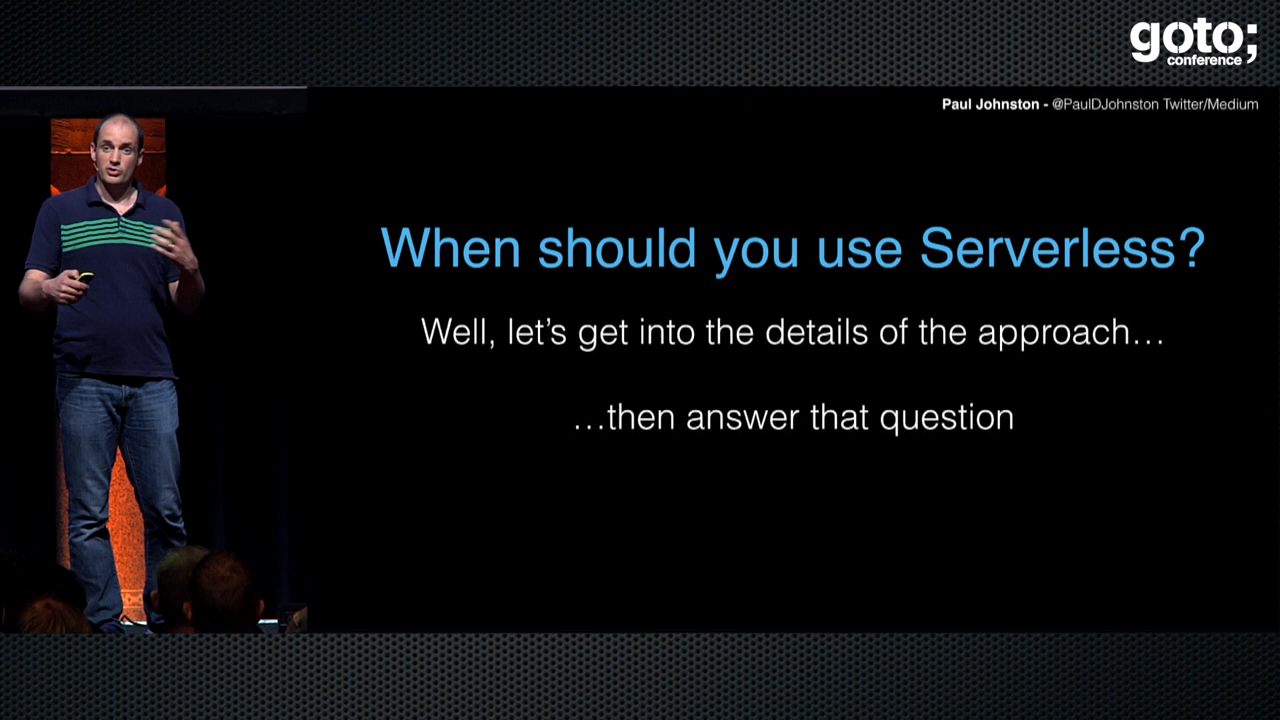 goto;
conference
Paul Johnston - @PaulDJohnston Twitter/Medium
When should you use Serverless?
Well, let’s get into the details of the approach…
…then answer that question